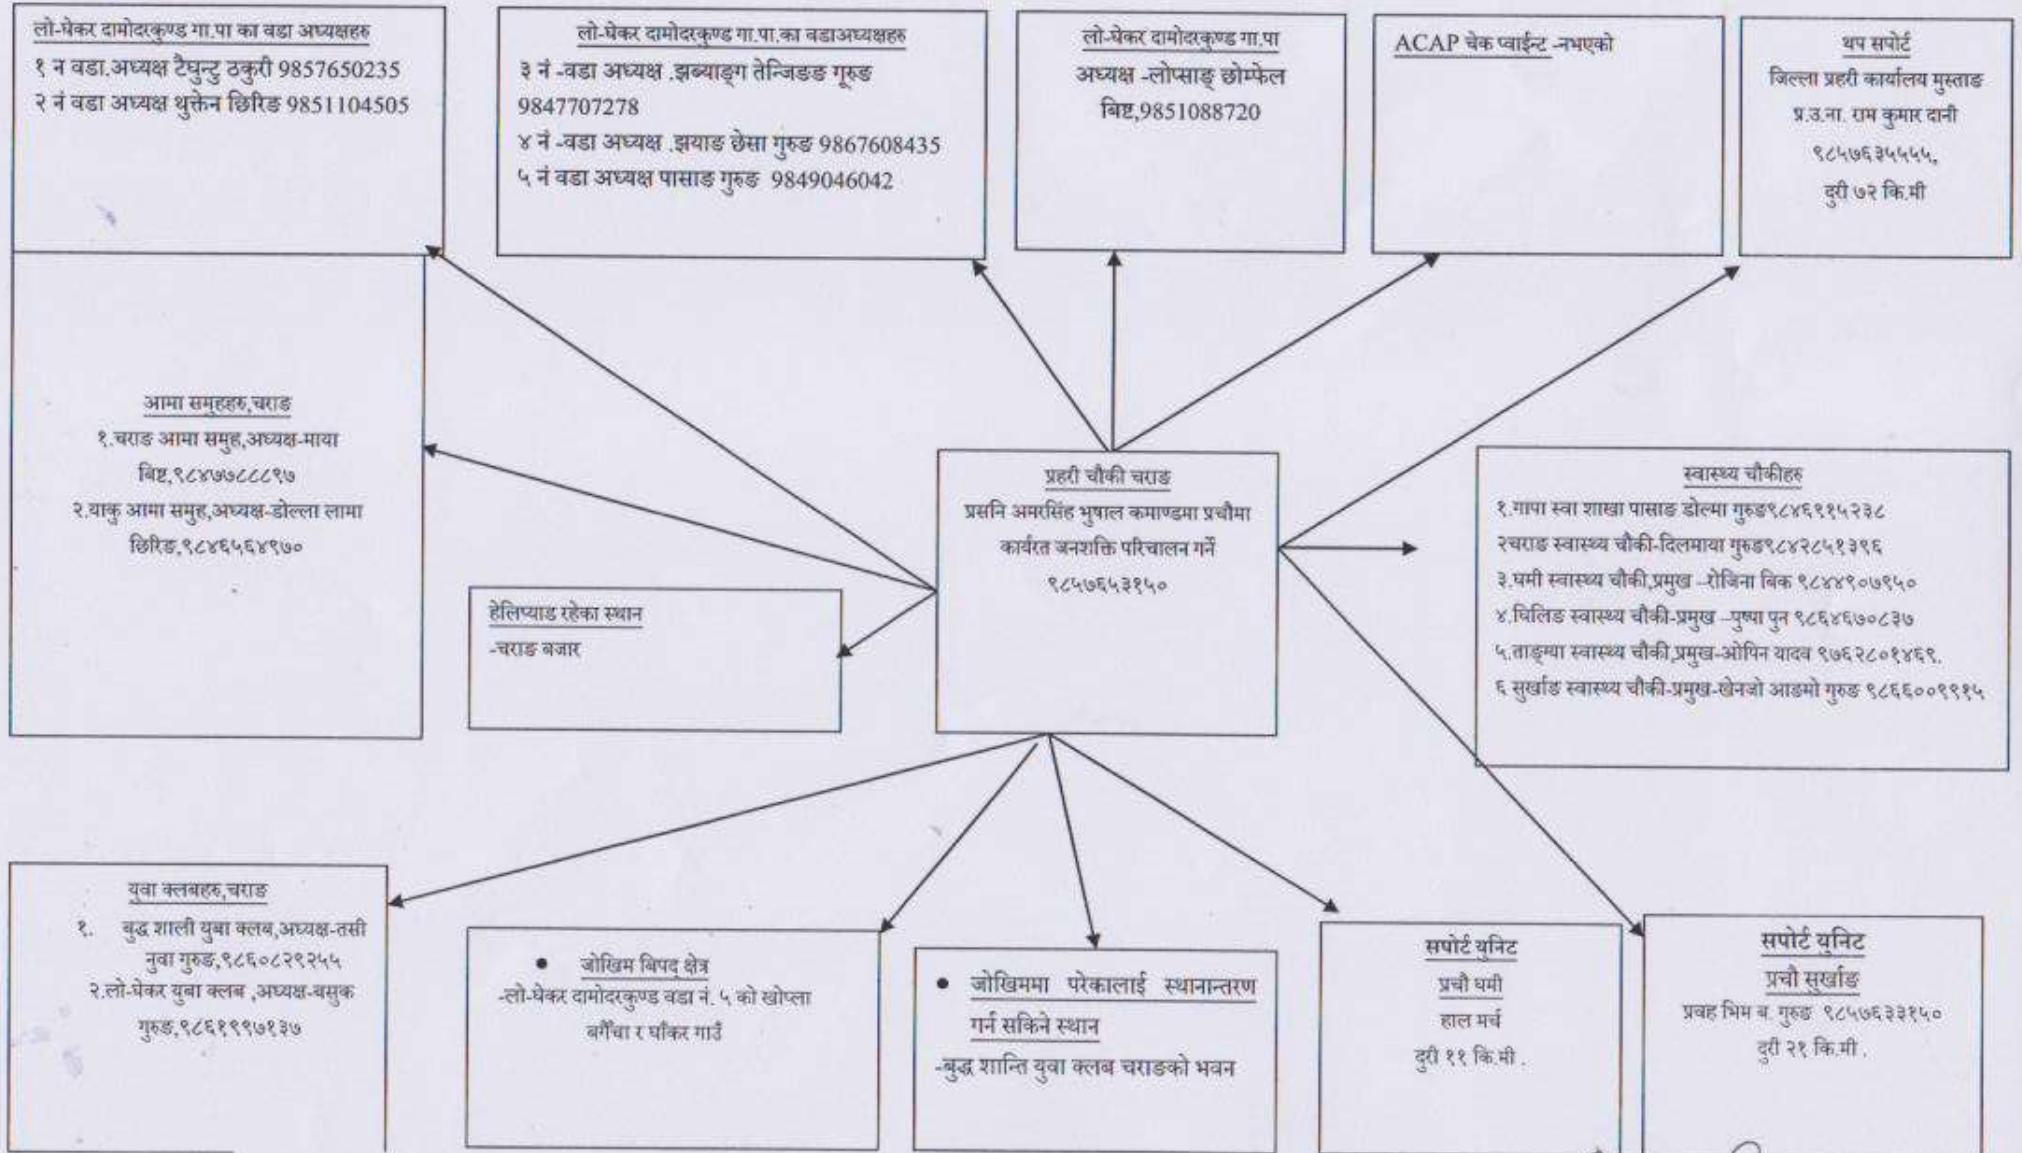 लो-घेकर दामोदरकुण्ड गा.पा का वडा अध्यक्षहरु
१ न वडा.अध्यक्ष टैघुन्टु ठकुरी 9857650235
२ नं वडा अध्यक्ष थुक्तेन छिरिङ 9851104505
लो-घेकर दामोदरकुण्ड गा.पा.का वडाअध्यक्षहरु
३ नं -वडा अध्यक्ष .झब्याङ्ग तेन्जिङङ गूरुङ
9847707278
४ नं -वडा अध्यक्ष .झयाङ छेसा गुरुङ 9867608435
५ नं वडा अध्यक्ष पासाङ गुरुङ 9849046042
लो-घेकर दामोदरकुण्ड गा.पा
अध्यक्ष -लोप्साङ् छोम्फेल
बिष्ट,9851088720
ACAP चेक प्वाईन्ट -नभएको
थप सपोर्ट
जिल्ला प्रहरी कार्यालय मुस्ताङ
प्र.उ.ना. राम कुमार दानी
९८५७६३५५५५,
दुरी ७२ कि.मी
आमा समुहहरु,चराङ
१.चराङ आमा समुह,अध्यक्ष-माया
बिष्ट,९८४७७८८८९७
२.याकु आमा समुह,अध्यक्ष-डोल्ला लामा
छिरिङ,९८४६५६४९७०
प्रहरी चौकी चराङ
प्रसनि अमरसिंह भुषाल कमाण्डमा प्रचौमा
कार्यरत जनशक्ति परिचालन गर्ने
९८५७६५३१५०
स्वास्थ्य चौकीहरु
१.गापा स्वा शाखा पासाङ डोल्मा गुरुङ९८४६९१५२३८
२चराङ स्वास्थ्य चौकी-दिलमाया गुरुङ९८४२८५१३९६
३.घमी स्वास्थ्य चौकी,प्रमुख –रोजिना बिक ९८४४९०७९५०
४.घिलिङ स्वास्थ्य चौकी-प्रमुख –पुष्पा पुन ९८६४६७०८३७
५.ताङ्ग्या स्वास्थ्य चौकी,प्रमुख-ओपिन यादव ९७६२८०१४६९.
६ सुर्खाङ स्वास्थ्य चौकी-प्रमुख-खेनजो आङमो गुरुङ ९८६६००९९१५
हेलिप्याड रहेका स्थान
-चराङ बजार
युवा क्लबहरु,चराङ
१. बुद्ध शाली युबा क्लब,अध्यक्ष-तसी
नुवा गुरुङ,९८६०८२९२५५
२.लो-घेकर युबा क्लब ,अध्यक्ष-बसुक
गुरुङ,९८६१९९७१३७
• जोखिम बिपद् क्षेत्र
-लो-घेकर दामोदरकुण्ड वडा नं. ५ को खोप्ला
बगैँचा र घाँकर गाउँ
• जोखिममा परेकालाई स्थानान्तरण
गर्न सकिने स्थान
-बुद्ध शान्ति युवा क्लब चराङको भवन
सपोर्ट युनिट
प्रचौ घमी
हाल मर्च
दुरी ११ कि.मी .
सपोर्ट युनिट
प्रचौ सुर्खाङ
प्रवह भिम ब. गुरुङ ९८५७६३३१५०
दुरी २१ कि.मी .